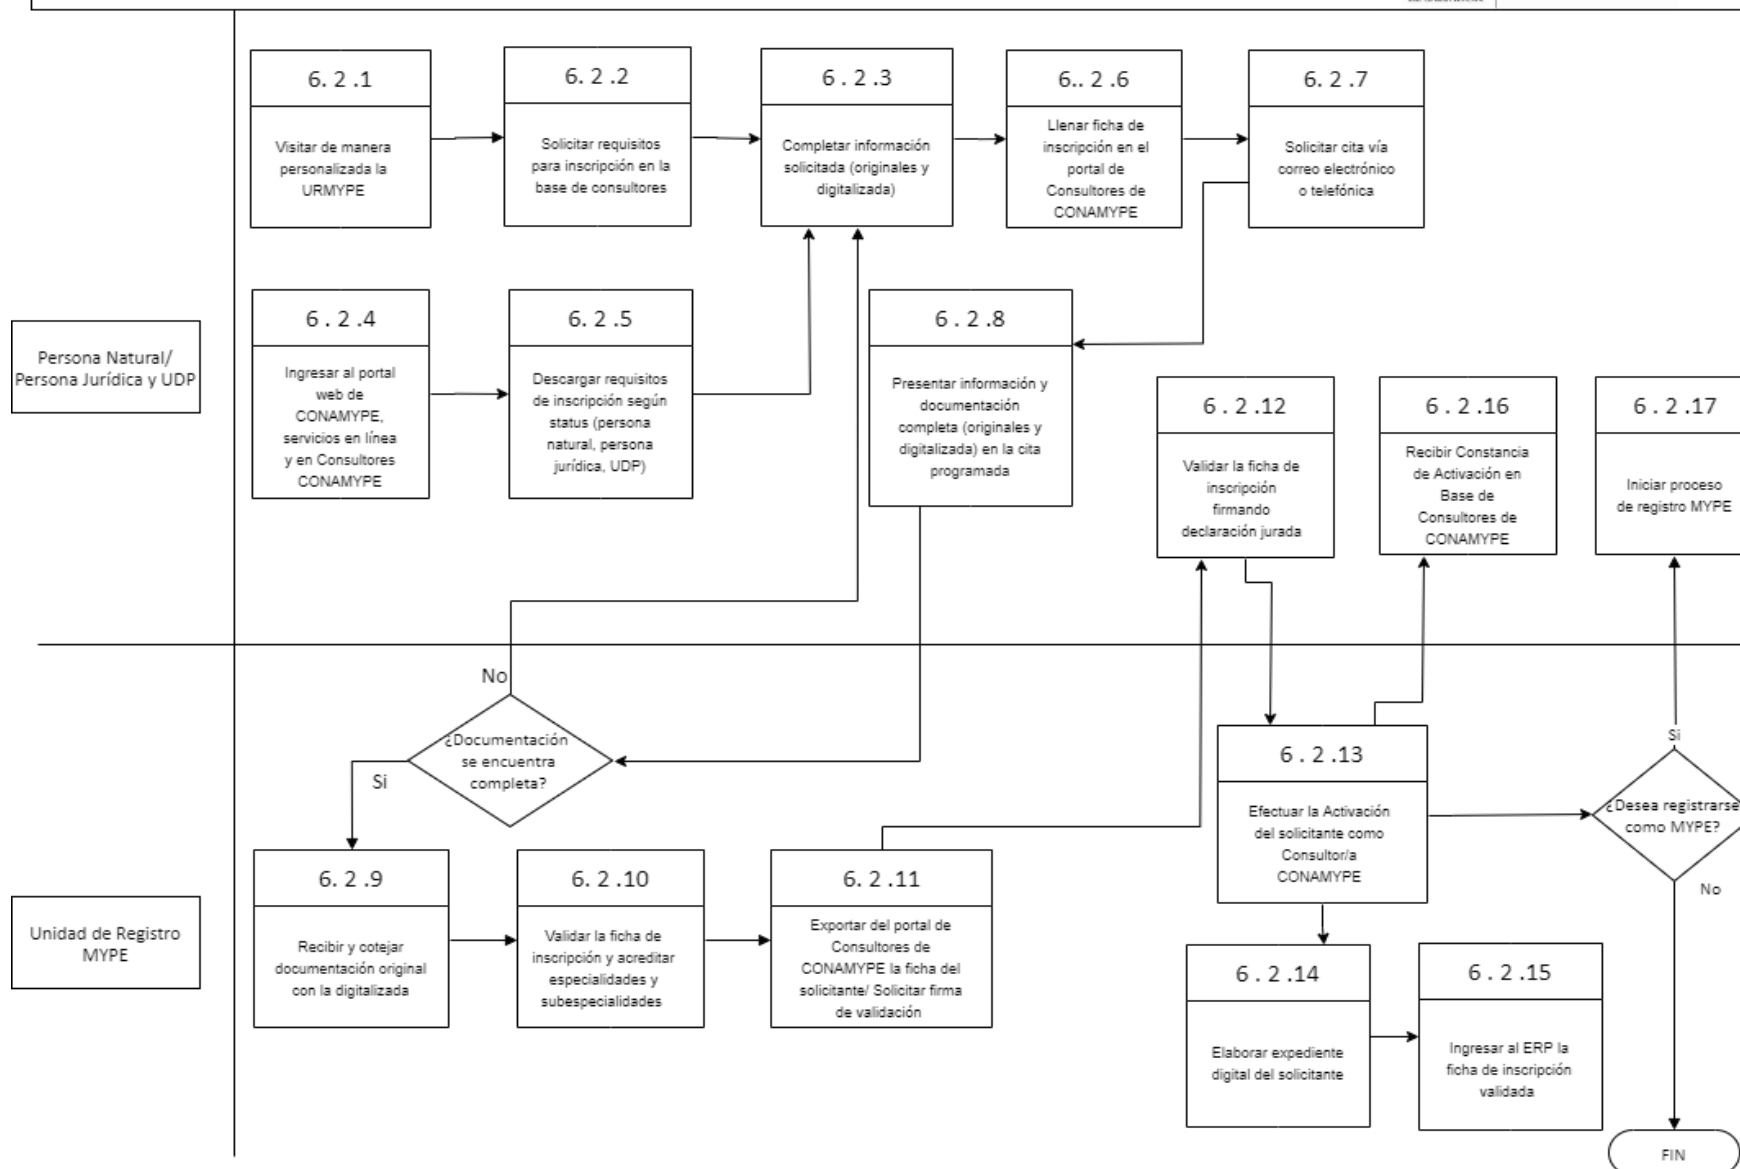 6. 2 .1
Visitar de manera
personalizada la
URMYPE
6. 2 .2
Solicitar requisitos
para inscripción en la
base de consultores
6 . 2 .3
Completar información
solicitada (originales y
digitalizada)
6.. 2 .6
Llenar ficha de
inscripción en el
portal de
Consultores de
CONAMYPE
6. 2 .7
Solicitar cita vía
correo electrónico
o telefónica
Persona Natural/
Persona Jurídica y UDP
6 . 2 .4
Ingresar al portal
web de
CONAMYPE,
servicios en línea
y en Consultores
CONAMYPE
6. 2 .5
Descargar requisitos
de inscripción según
status (persona
natural, persona
jurídica, UDP)
6 . 2 .8
Presentar información y
documentación
completa (originales y
digitalizada) en la cita
programada
6 . 2 .12
Validar la ficha de
inscripción
firmando
declaración jurada
6 . 2 .16
Recibir Constancia
de Activación en
Base de
Consultores de
CONAMYPE
6 . 2 .17
Iniciar proceso
de registro MYPE
No
¿Documentación
se encuentra
completa?
Si
6 . 2 .13
Efectuar la Activación
del solicitante como
Consultor/a
CONAMYPE
Si
¿Desea registrarse
como MYPE?
No
Unidad de Registro
MYPE
6. 2 .9
Recibir y cotejar
documentación original
con la digitalizada
6. 2 .10
Validar la ficha de
inscripción y acreditar
especialidades y
subespecialidades
6. 2 .11
Exportar del portal de
Consultores de
CONAMYPE la ficha del
solicitante/ Solicitar firma
de validación
6 . 2 .14
Elaborar expediente
digital del solicitante
6 . 2 .15
Ingresar al ERP la
ficha de inscripción
validada
FIN